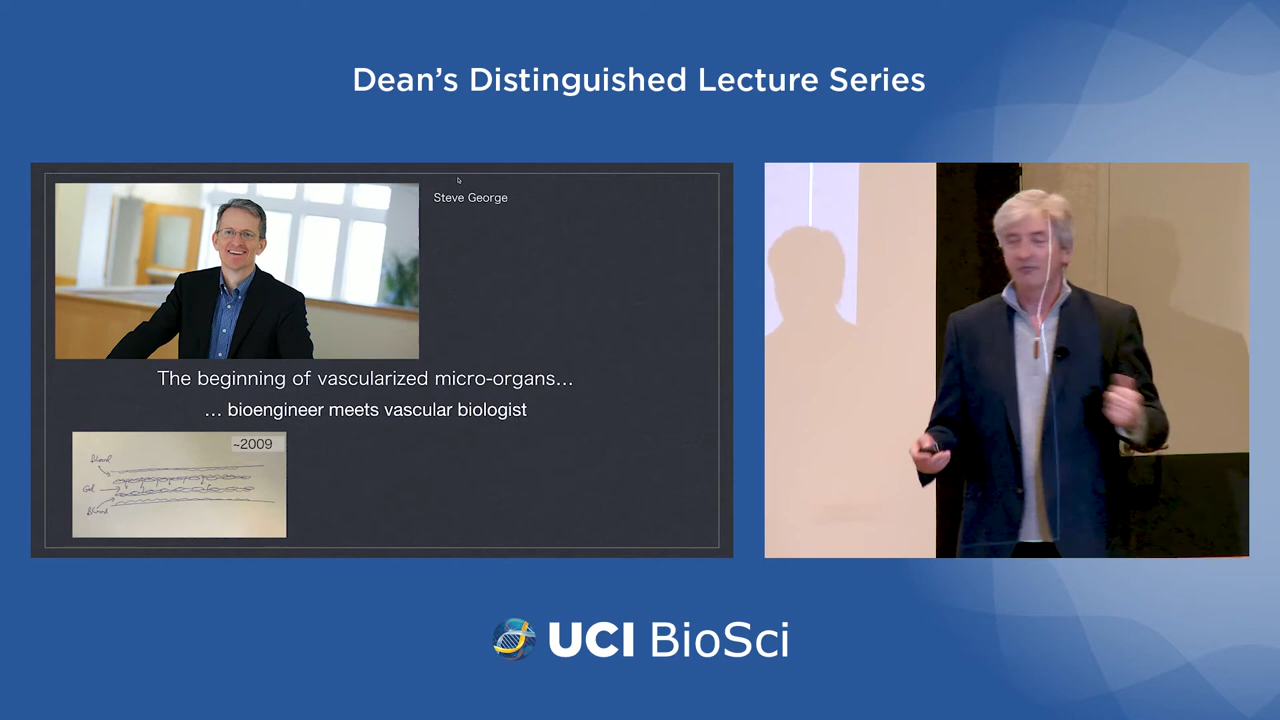 Dean's Distinguished Lecture Series
Steve George
The beginning of vascularized micro-organs...
... bioengineer meets vascular biologist
~2009
Blood
Gel
Blood
UCI BioSci